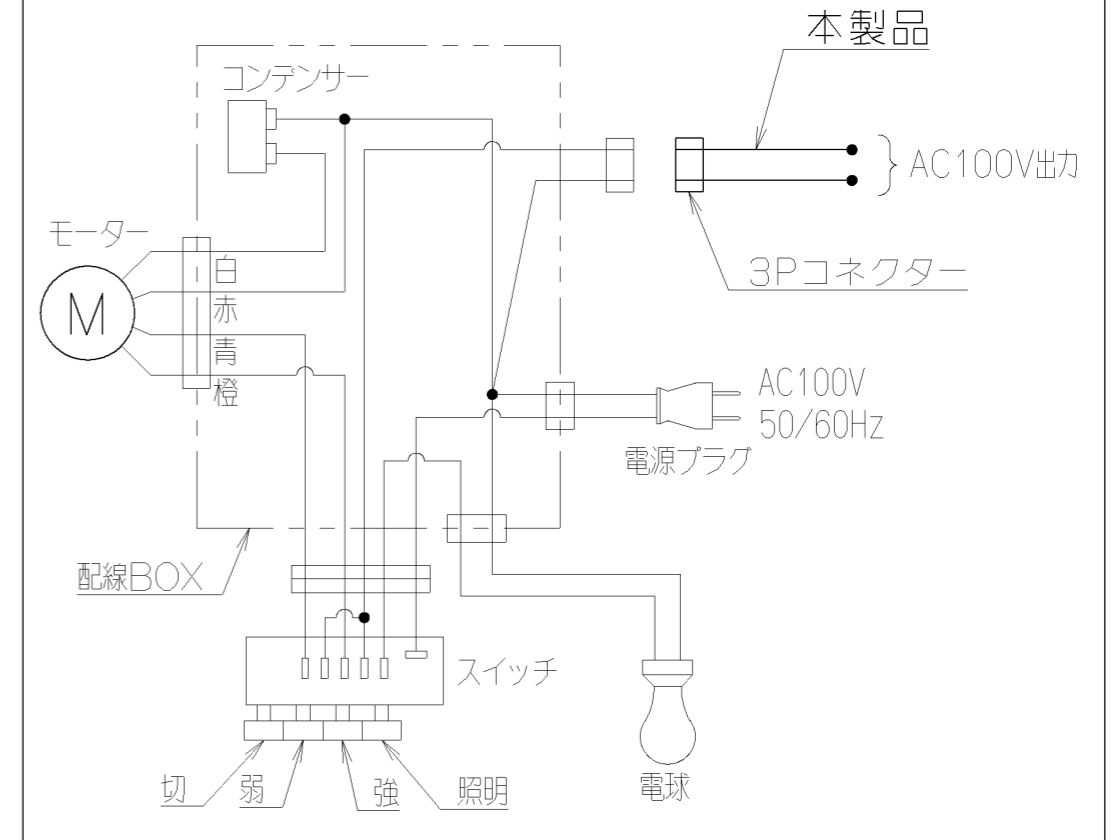 本製品
コンデンサー
AC100V出力
モーター
白
3Pコネクター
赤
M
青
橙
AC100V
50/60Hz
電源プラグ
配線BOX
スイッチ
切
弱
強
照明
電球